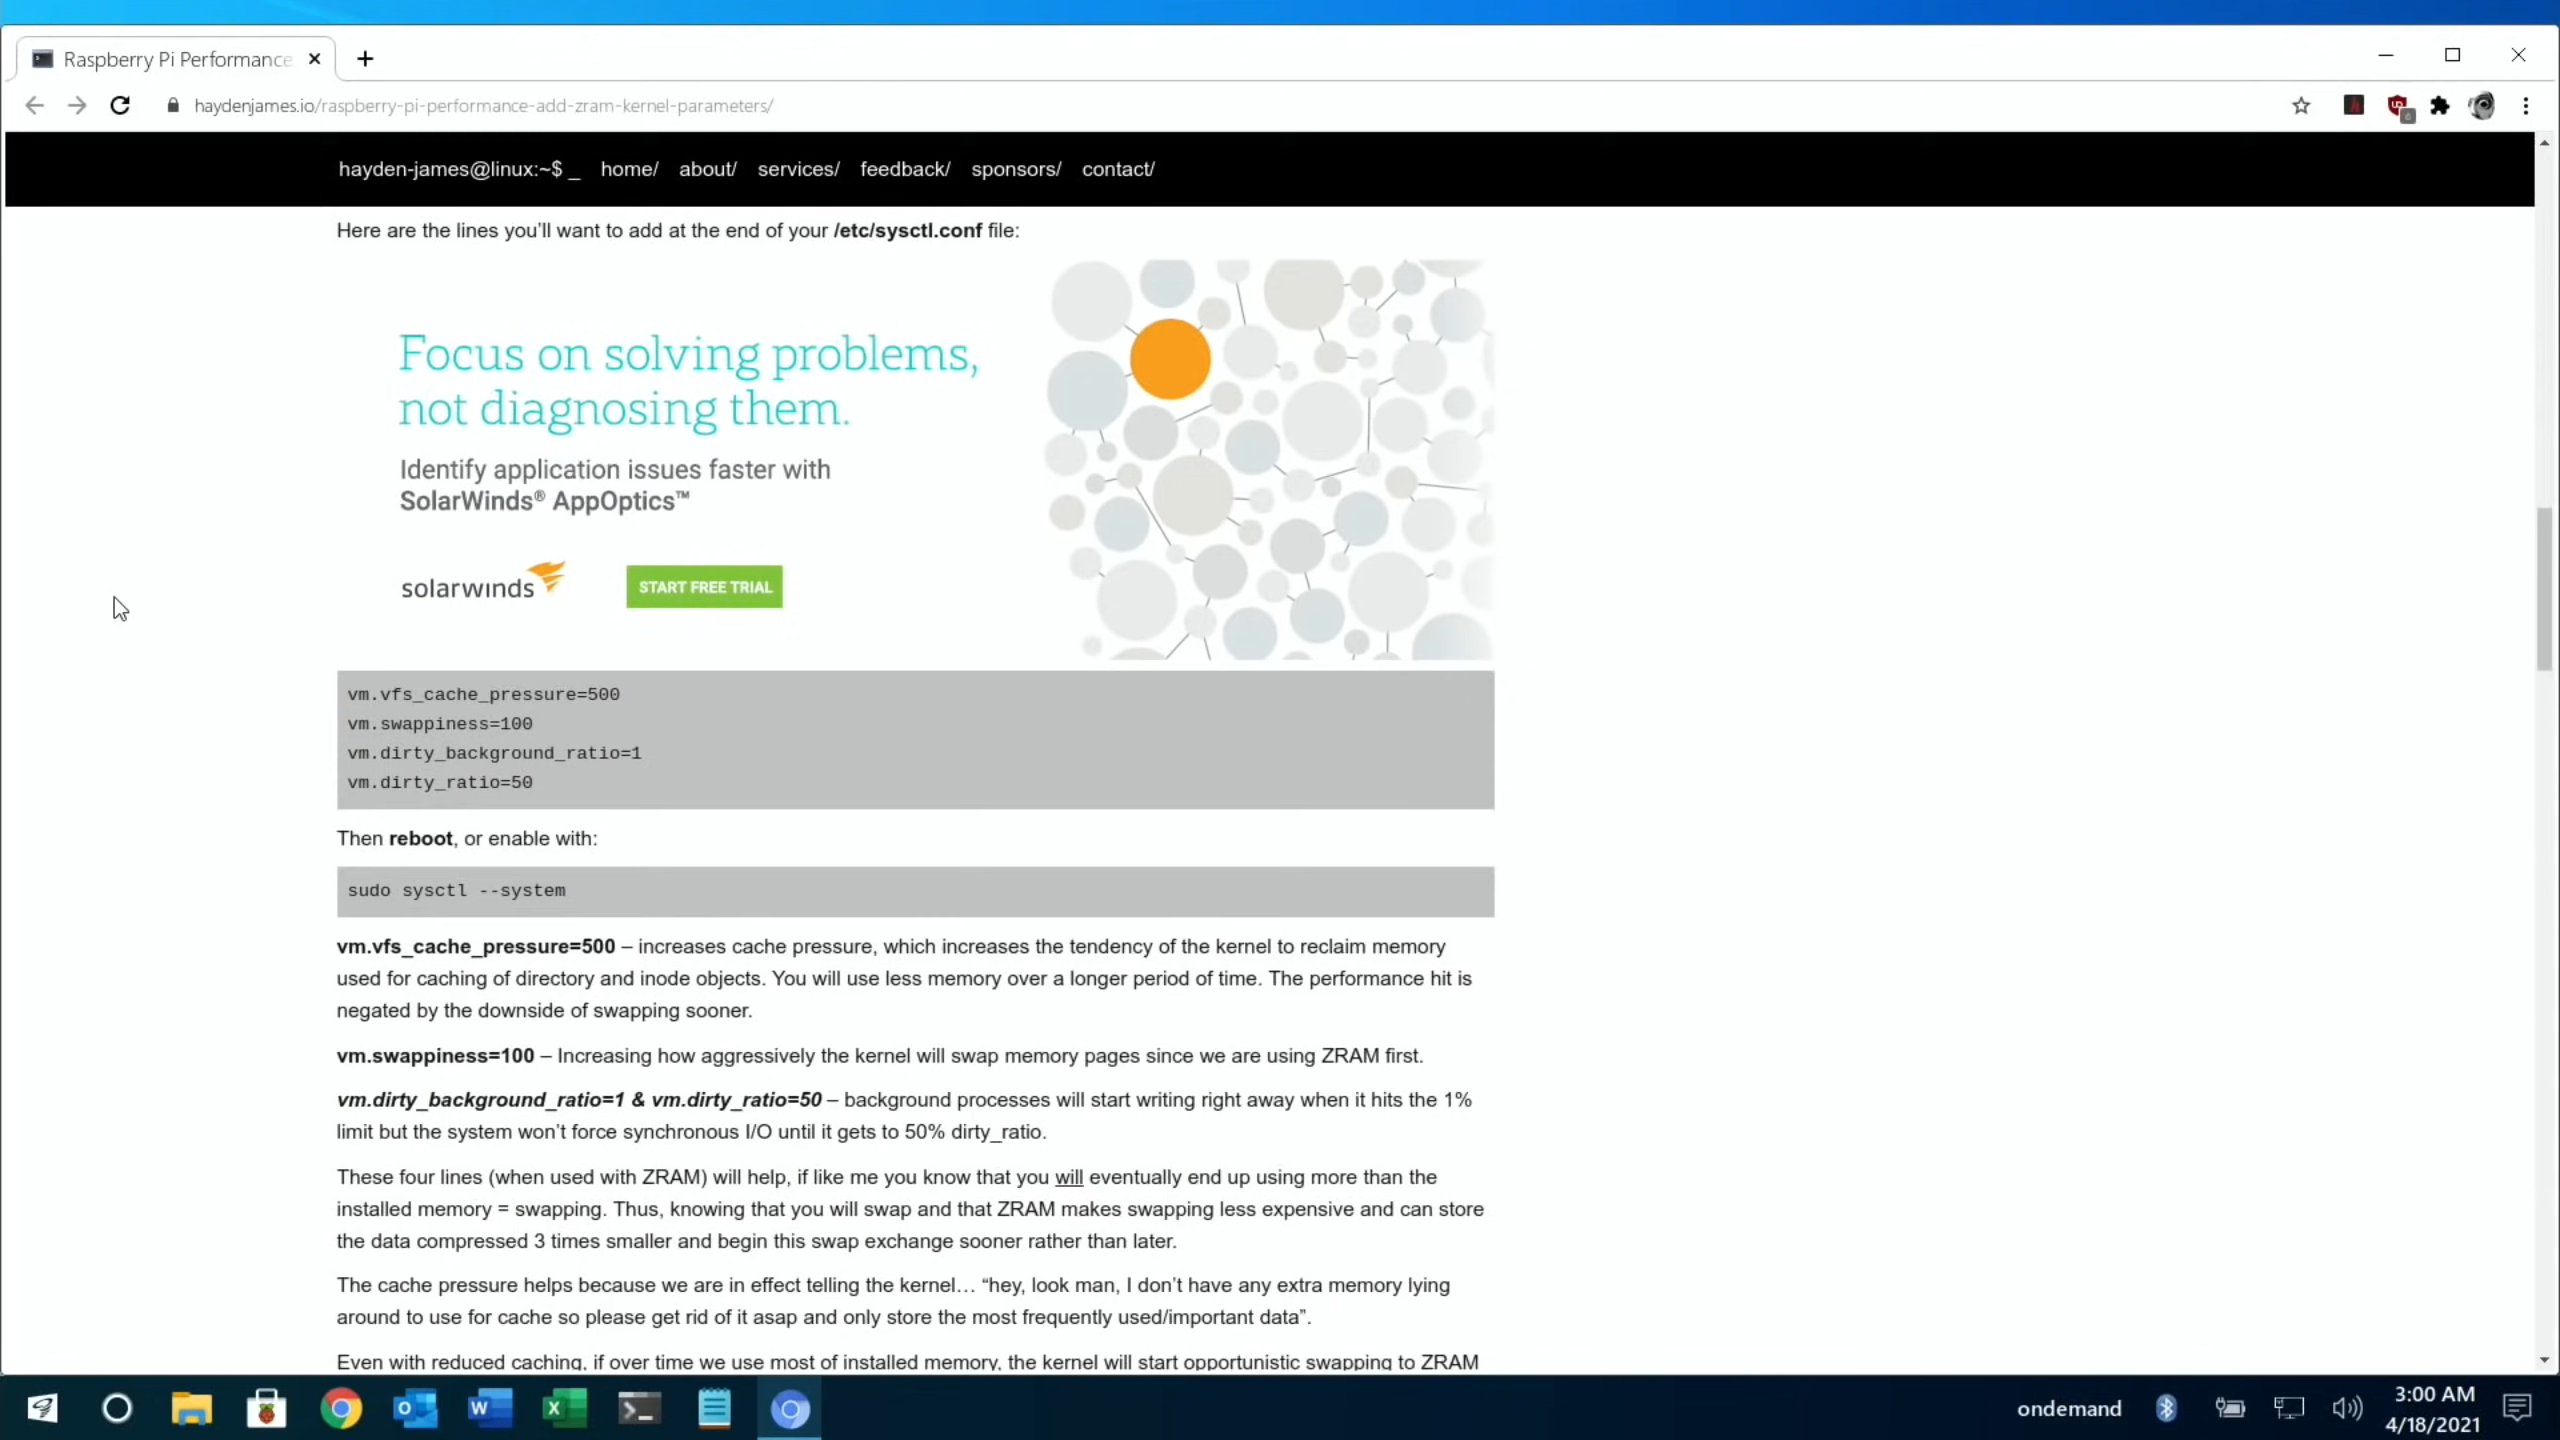 Raspberry Pi Performance
haydenjames.io/raspberry-pi-performance-add-zram-kernel-parameters/
hayden-james@linux:~$ _ home/ about/ services/ feedback/ sponsors/ contact/
Here are the lines you’ll want to add at the end of your /etc/sysctl.conf file:
Focus on solving problems,
not diagnosing them.
Identify application issues faster with
SolarWinds® AppOptics™
solarwinds START FREE TRIAL
vm.vfs_cache_pressure=500
vm.swappiness=100
vm.dirty_background_ratio=1
vm.dirty_ratio=50
Then reboot, or enable with:
sudo sysctl --system
vm.vfs_cache_pressure=500 – increases cache pressure, which increases the tendency of the kernel to reclaim memory
used for caching of directory and inode objects. You will use less memory over a longer period of time. The performance hit is
negated by the downside of swapping sooner.
vm.swappiness=100 – Increasing how aggressively the kernel will swap memory pages since we are using ZRAM first.
vm.dirty_background_ratio=1 & vm.dirty_ratio=50 – background processes will start writing right away when it hits the 1%
limit but the system won’t force synchronous I/O until it gets to 50% dirty_ratio.
These four lines (when used with ZRAM) will help, if like me you know that you will eventually end up using more than the
installed memory = swapping. Thus, knowing that you will swap and that ZRAM makes swapping less expensive and can store
the data compressed 3 times smaller and begin this swap exchange sooner rather than later.
The cache pressure helps because we are in effect telling the kernel… “hey, look man, I don’t have any extra memory lying
around to use for cache so please get rid of it asap and only store the most frequently used/important data”.
Even with reduced caching, if over time we use most of installed memory, the kernel will start opportunistic swapping to ZRAM
ondemand
3:00 AM
4/18/2021